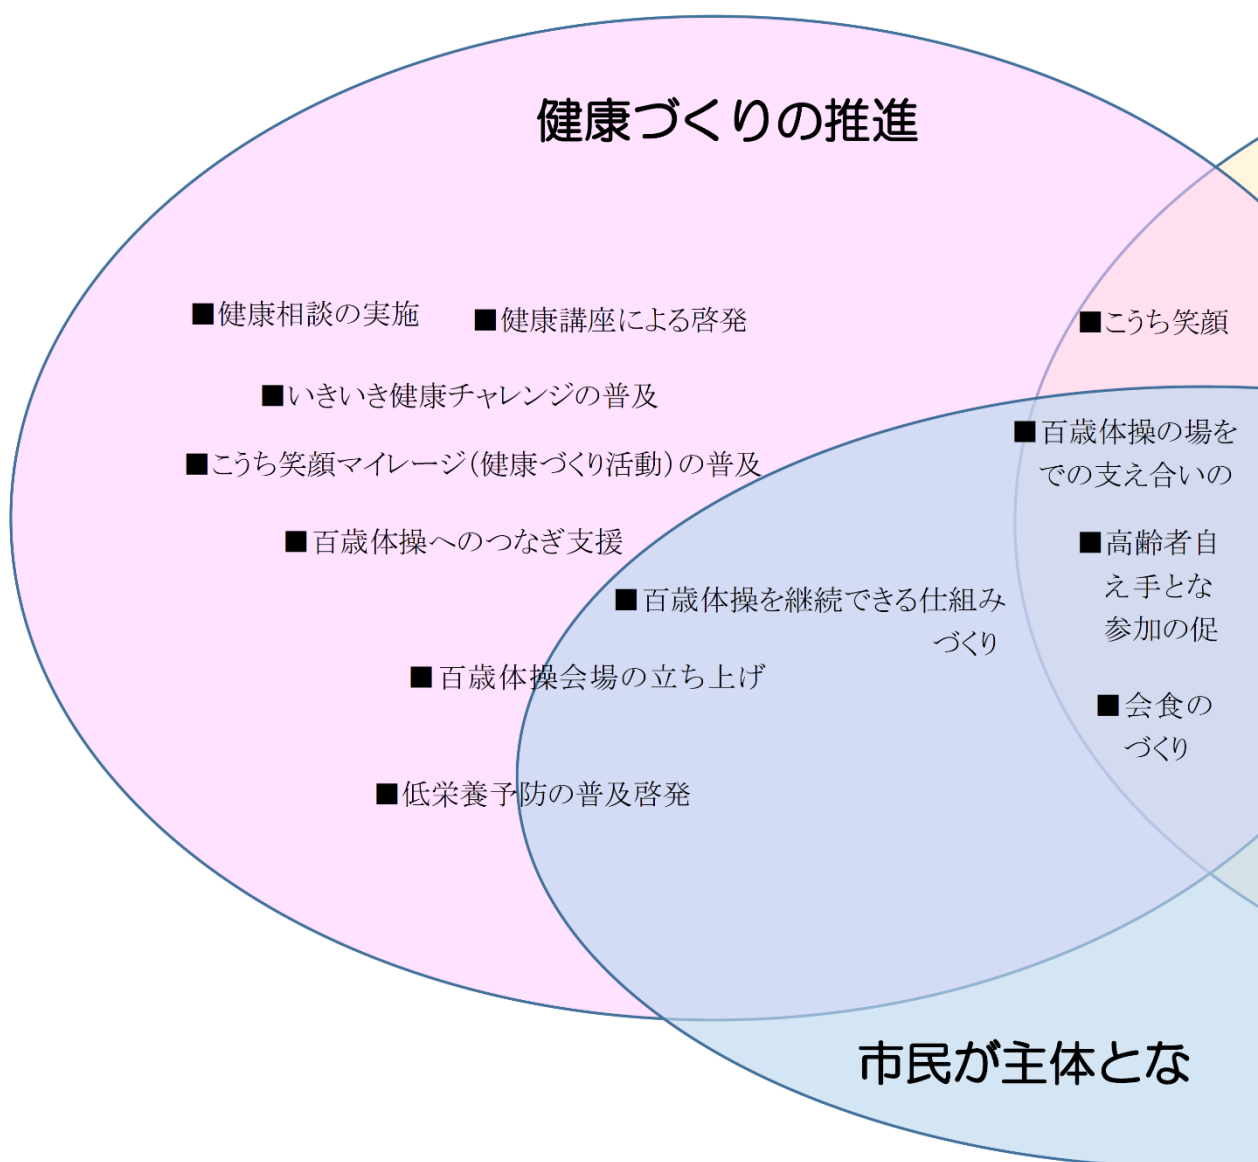 健康づくりの推進
■健康相談の実施
■健康講座による啓発
■こうち笑顔
■いきいき健康チャレンジの普及
■百歳体操の場を
での支え合いの
■こうち笑顔マイレージ(健康づくり活動)の普及
■百歳体操へのつなぎ支援
■高齢者自
え手とな
参加の促
■百歳体操を継続できる仕組み
づくり
■百歳体操会場の立ち上げ
■会食の
づくり
■低栄養予防の普及啓発
市民が主体とな